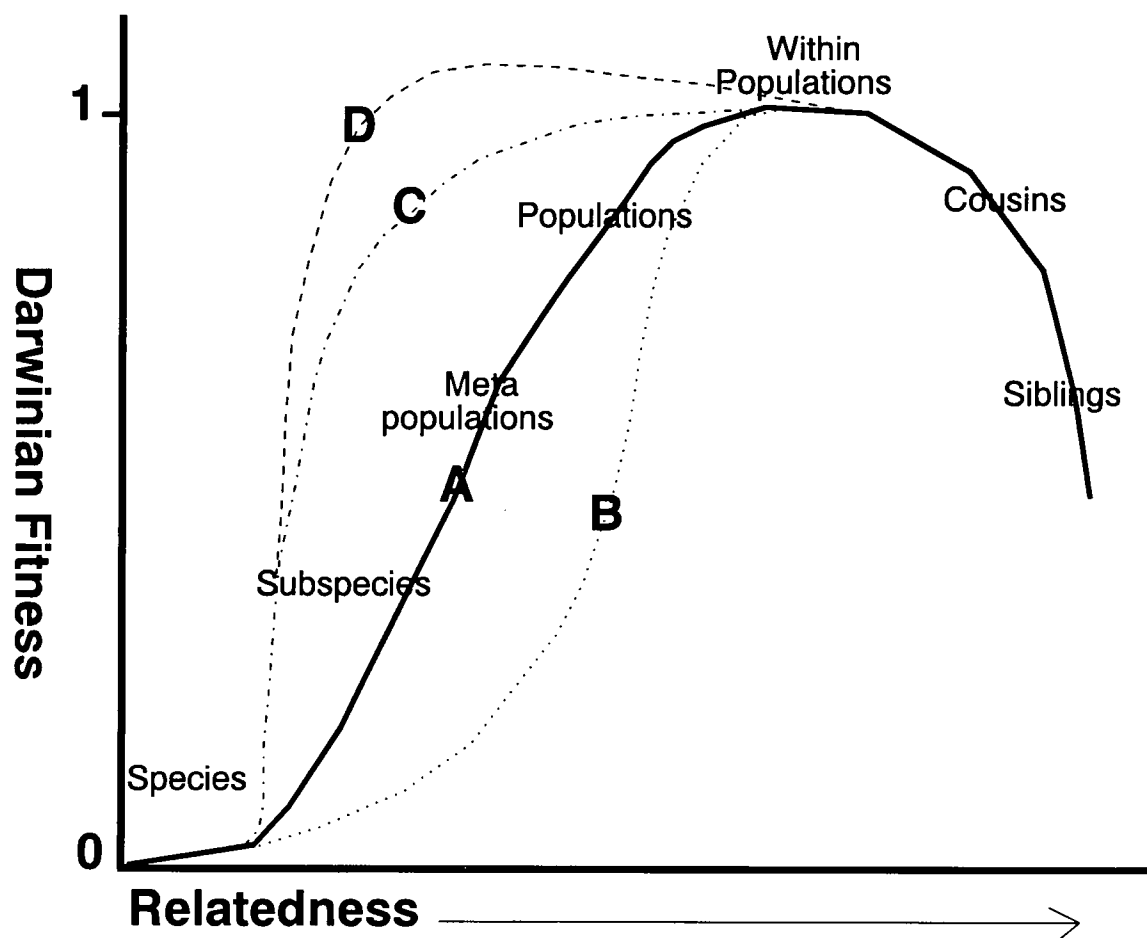 Within
Populations
1
D
C
Cousins
Populations
Darwinian Fitness
Meta
populations
Siblings
A
B
Subspecies
Species
0
Relatedness